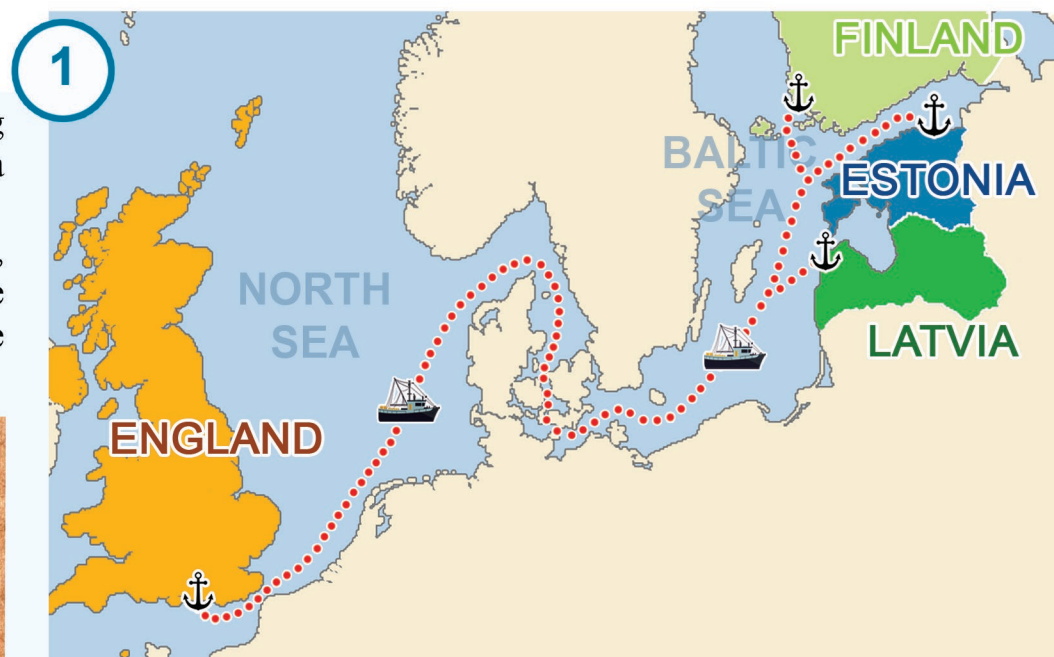 1
g
a
,
e
e
FINLAND
BALTIC
SEA
ESTONIA
NORTH
SEA
LATVIA
ENGLAND